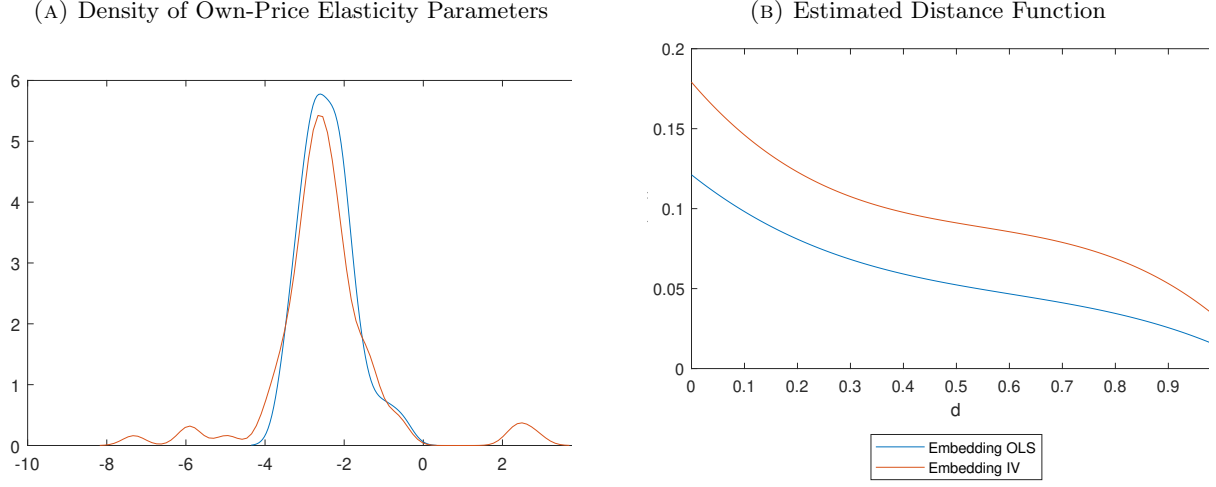 (A) Density of Own-Price Elasticity Parameters
6
5
4
3
2
1
0
-10 -8 -6 -4 -2 0 2
(B) Estimated Distance Function
0.2
0.15
0.1
0.05
0
0 0.1 0.2 0.3 0.4 0.5 0.6 0.7 0.8 0.9
d
Embedding OLS
Embedding IV